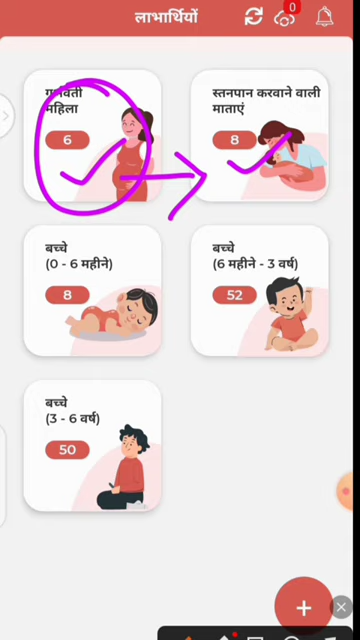 लाभार्थियों
0
गर्भवती
महिला
6
स्तनपान करवाने वाली
माताएं
8
बच्चे
(0 - 6 महीने)
8
बच्चे
(6 महीने - 3 वर्ष)
52
बच्चे
(3 - 6 वर्ष)
50